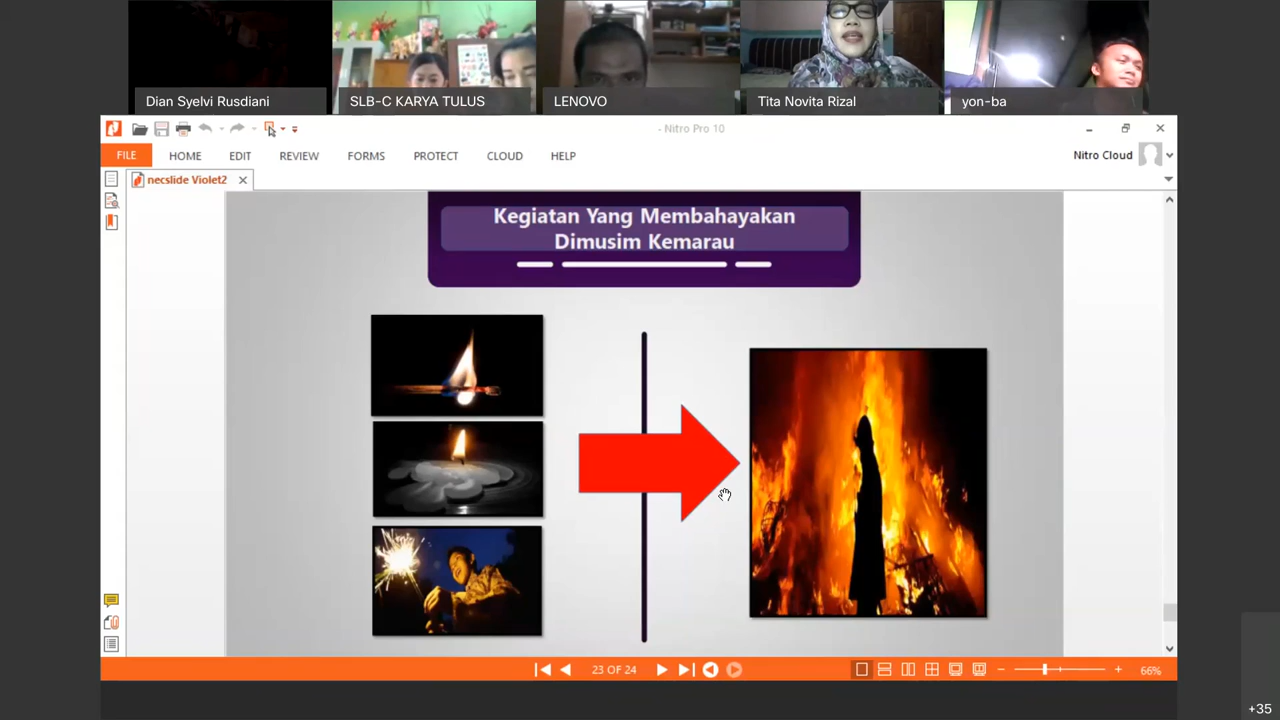 Dian Syelvi Rusdiani
SLB-C KARYA TULUS
LENOVO
Tita Novita Rizal
yon-ba
- Nitro Pro 10
FILE
HOME
EDIT
REVIEW
FORMS
PROTECT
CLOUD
HELP
Nitro Cloud
necslide Violet2
Kegiatan Yang Membahayakan
Dimusim Kemarau
23 OF 24
66%
+35